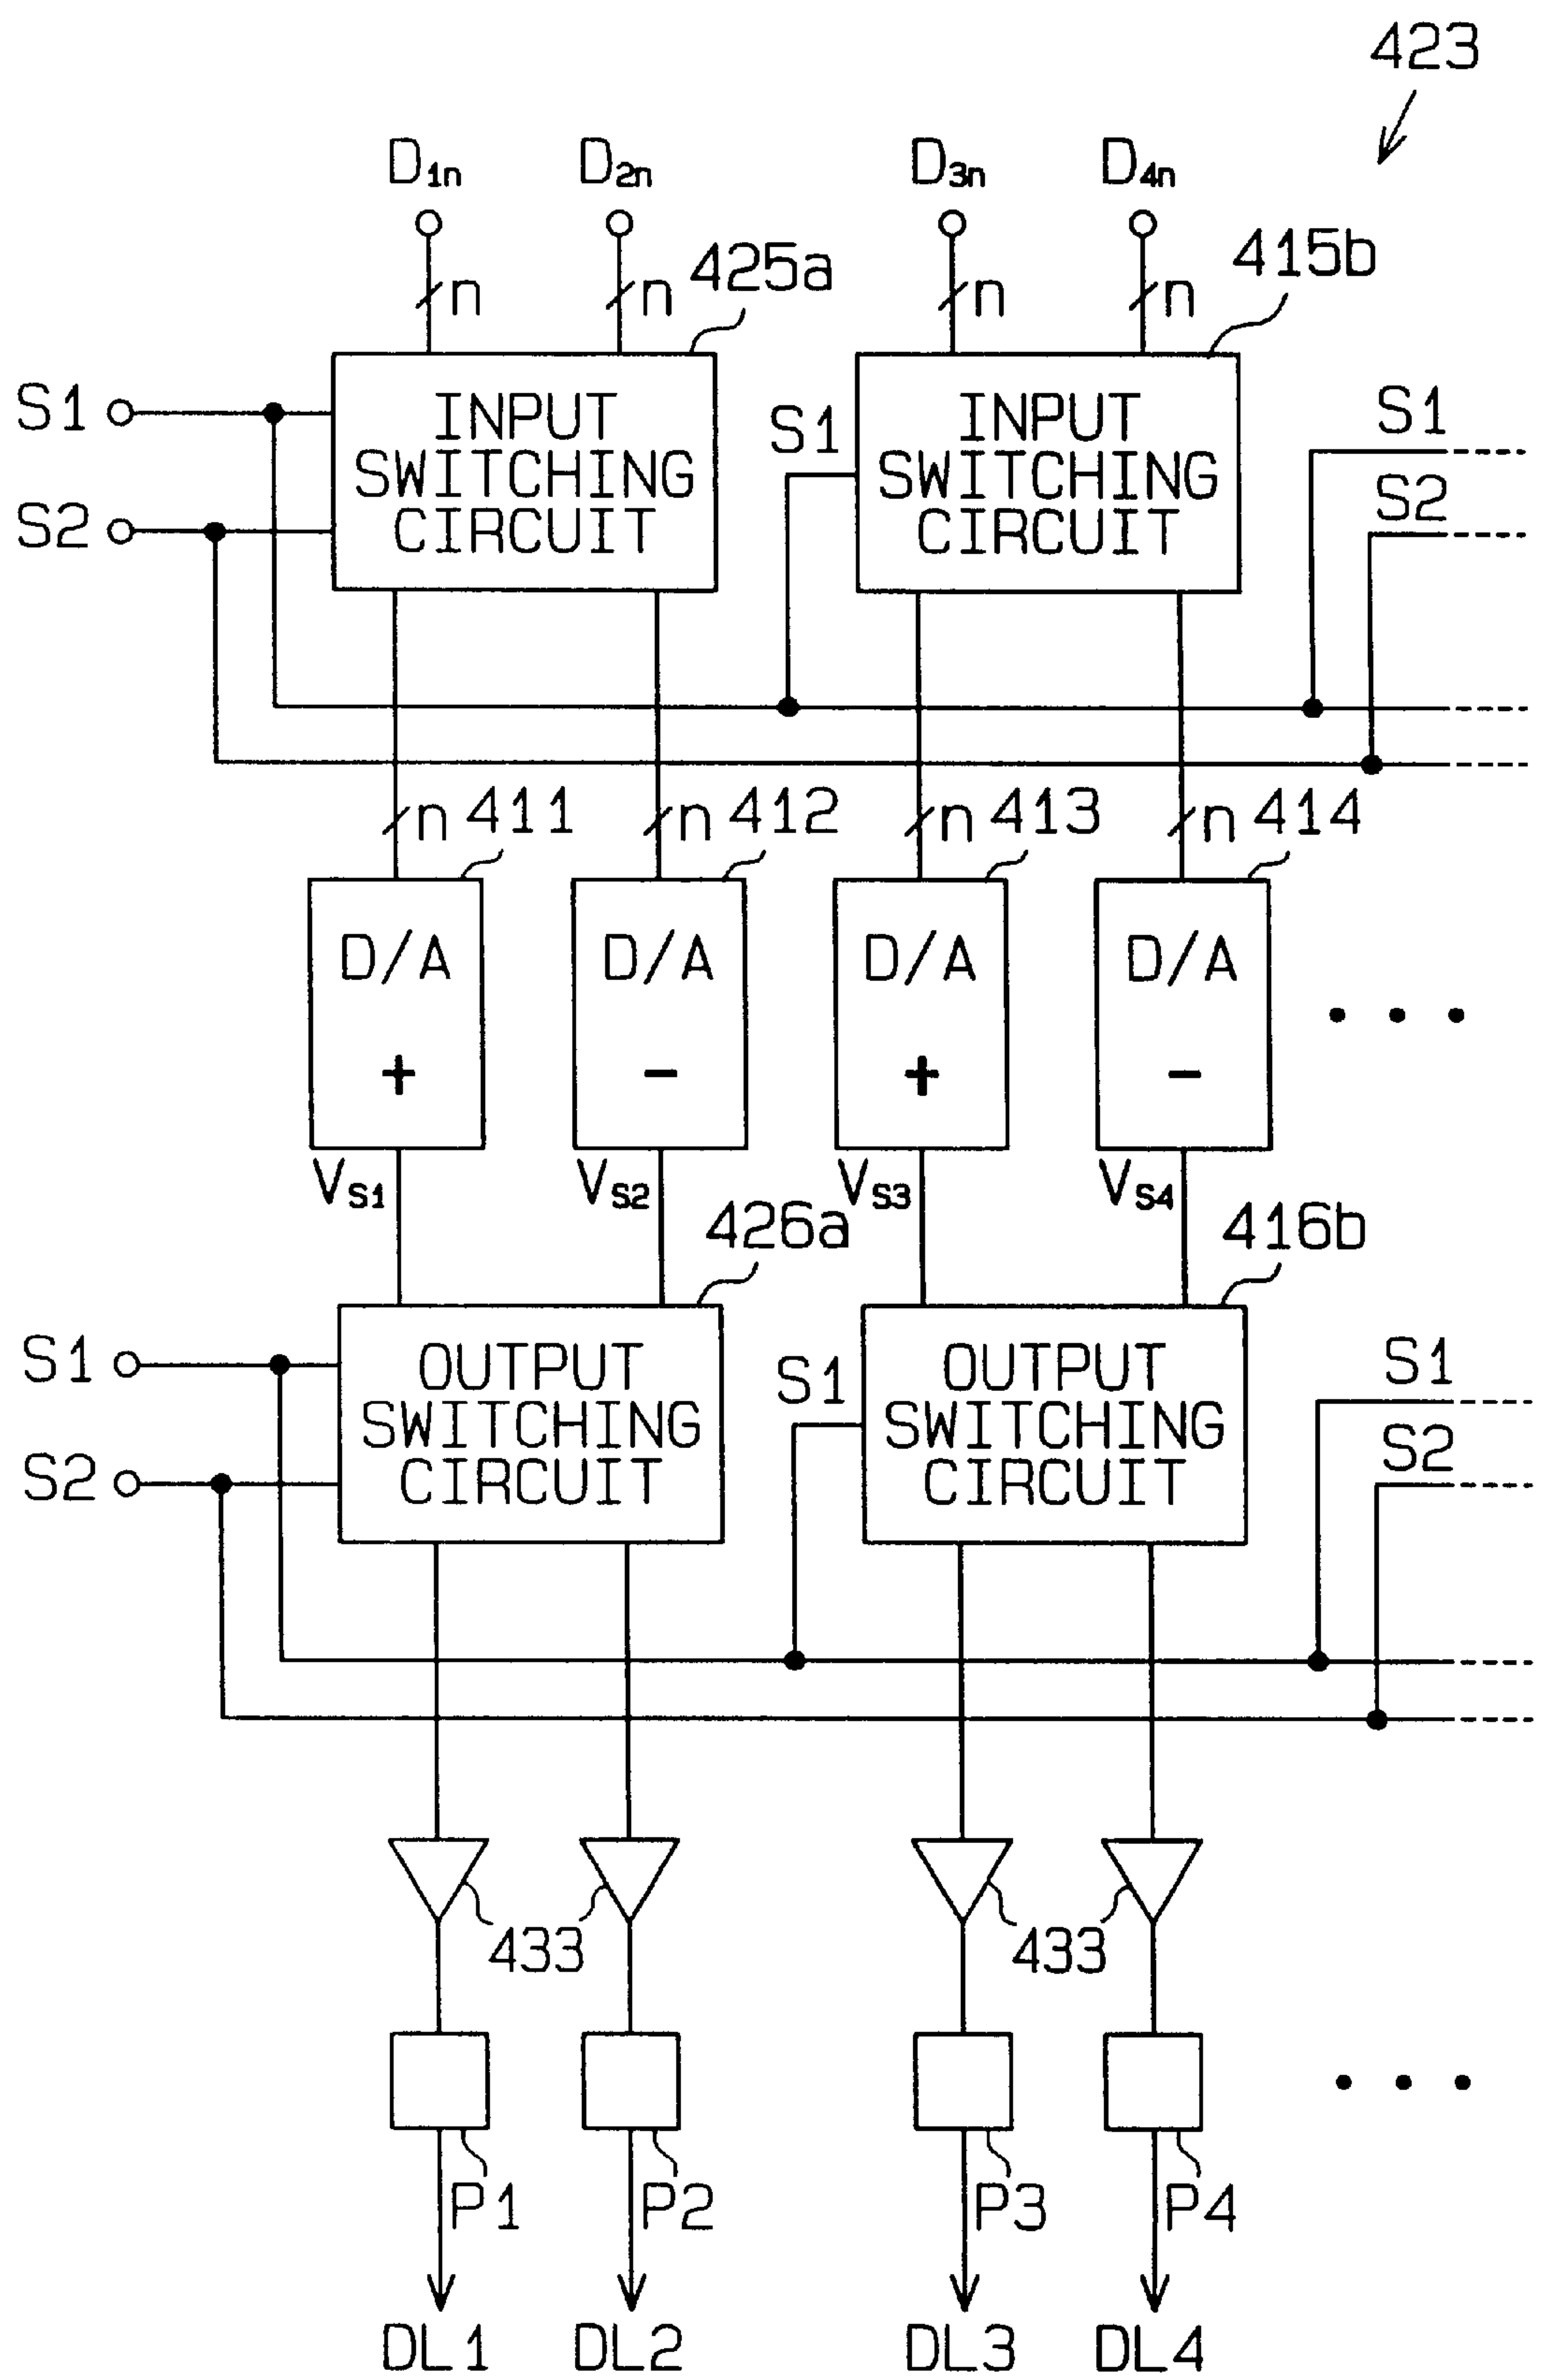 423
D1n D2n D3n D4n
n n 425a n n 415b
S1 INPUT SWITCHING CIRCUIT S1 INPUT SWITCHING CIRCUIT S1
S2 S2
n 411 n 412 n 413 n 414
D/A D/A D/A D/A
+ − + −
VS1 VS2 VS3 VS4
426a 416b
S1 OUTPUT SWITCHING CIRCUIT S1 OUTPUT SWITCHING CIRCUIT S1
S2 S2
433 433
P1 P2 P3 P4
DL1 DL2 DL3 DL4